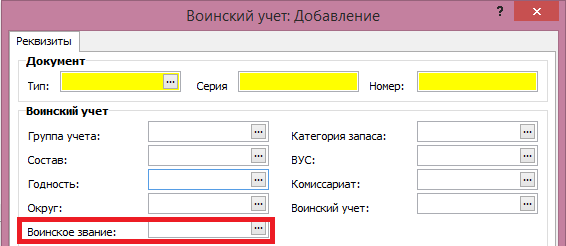 Воинский учет: Добавление
?
Реквизиты
Документ
Тип: ... Серия Номер:
Воинский учет
Группа учета: ... Категория запаса: ...
Состав: ... ВУС: ...
Годность: ... Комиссариат: ...
Округ: ... Воинский учет: ...
Воинское звание: ...